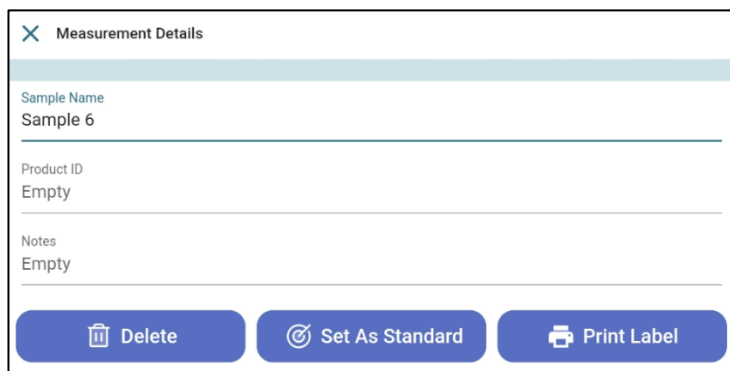 Measurement Details
Sample Name
Sample 6
Product ID
Empty
Notes
Empty
Delete
Set As Standard
Print Label